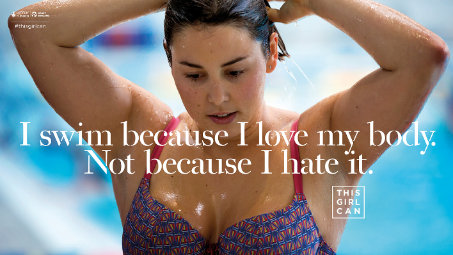 #thisgirlcan
I swim because I love my body.
Not because I hate it.
THIS
GIRL
CAN